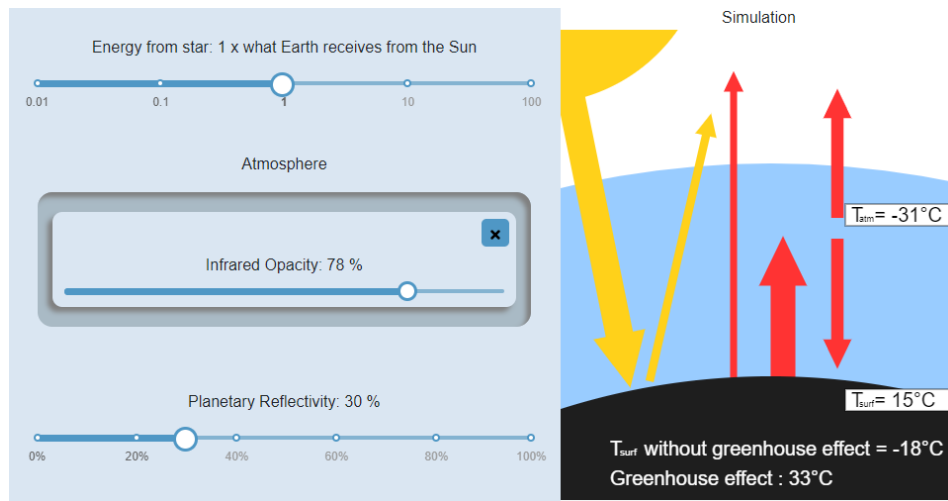 Simulation
Energy from star: 1 x what Earth receives from the Sun
0.01 0.1 1 10 100
Atmosphere
×
Infrared Opacity: 78 %
Planetary Reflectivity: 30 %
0% 20% 40% 60% 80% 100%
Tatm= -31°C
Tsurf= 15°C
Tsurf without greenhouse effect = -18°C
Greenhouse effect : 33°C